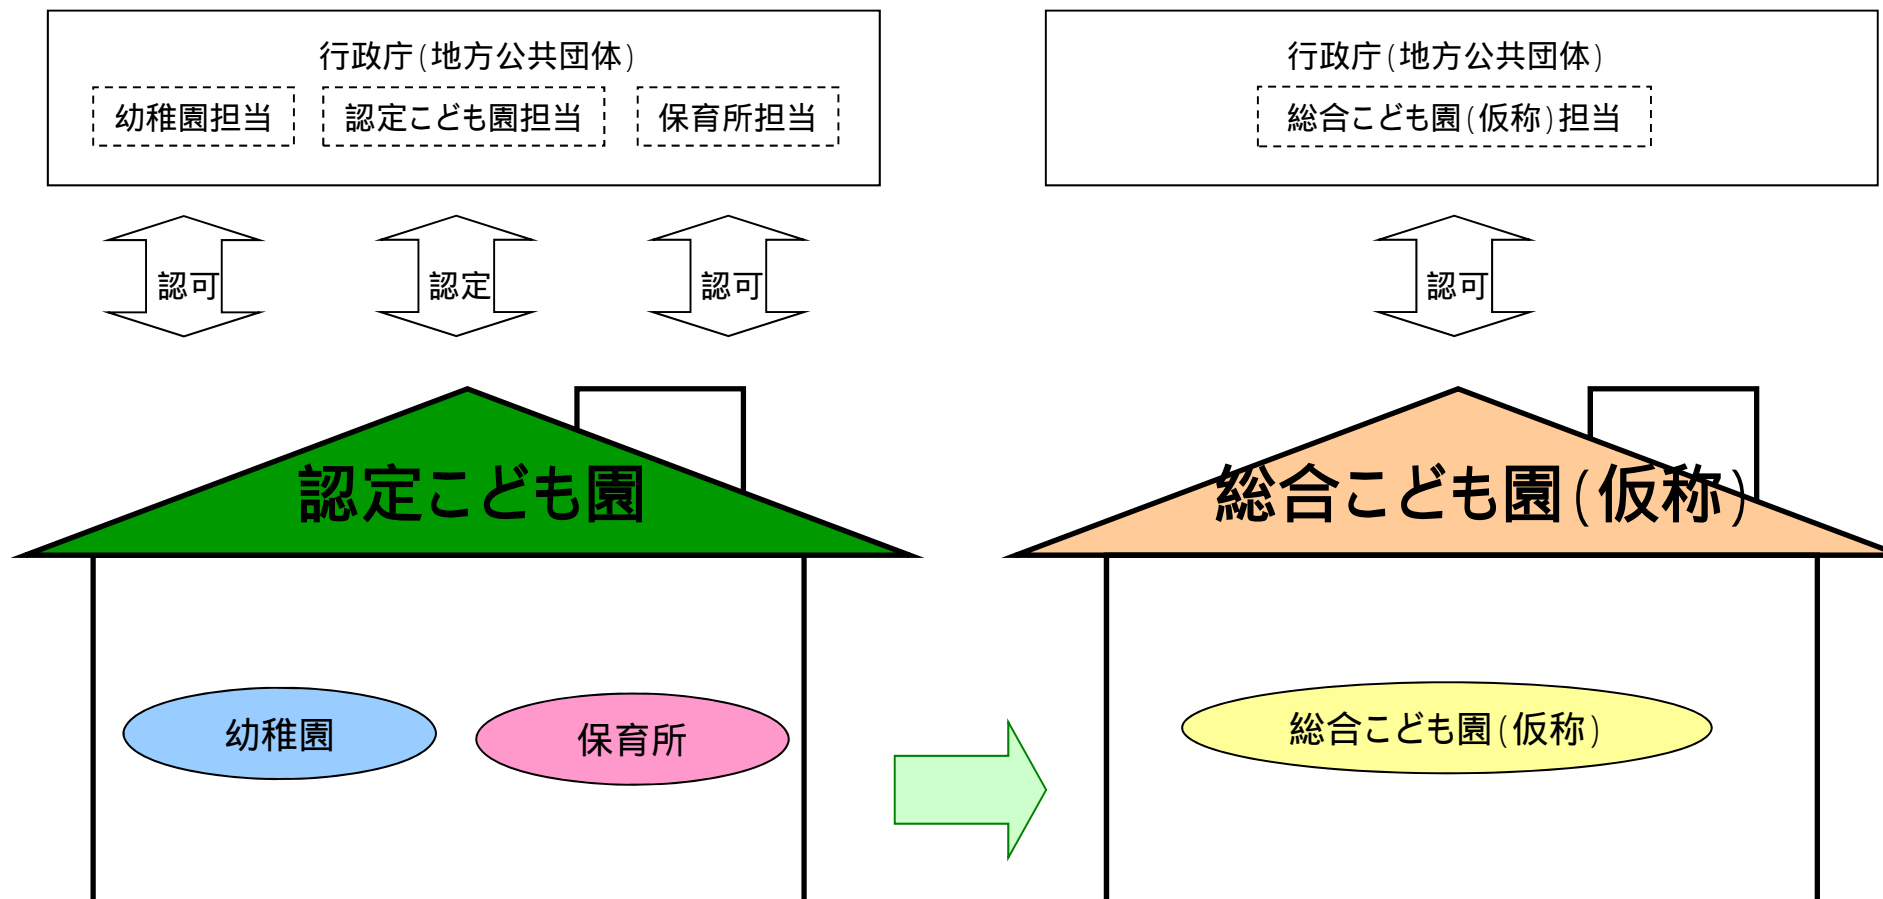 行政庁(地方公共団体)
幼稚園担当
認定こども園担当
保育所担当
認可
認定
認可
認定こども園
幼稚園
保育所
行政庁(地方公共団体)
総合こども園(仮称)担当
認可
総合こども園(仮称)
総合こども園(仮称)